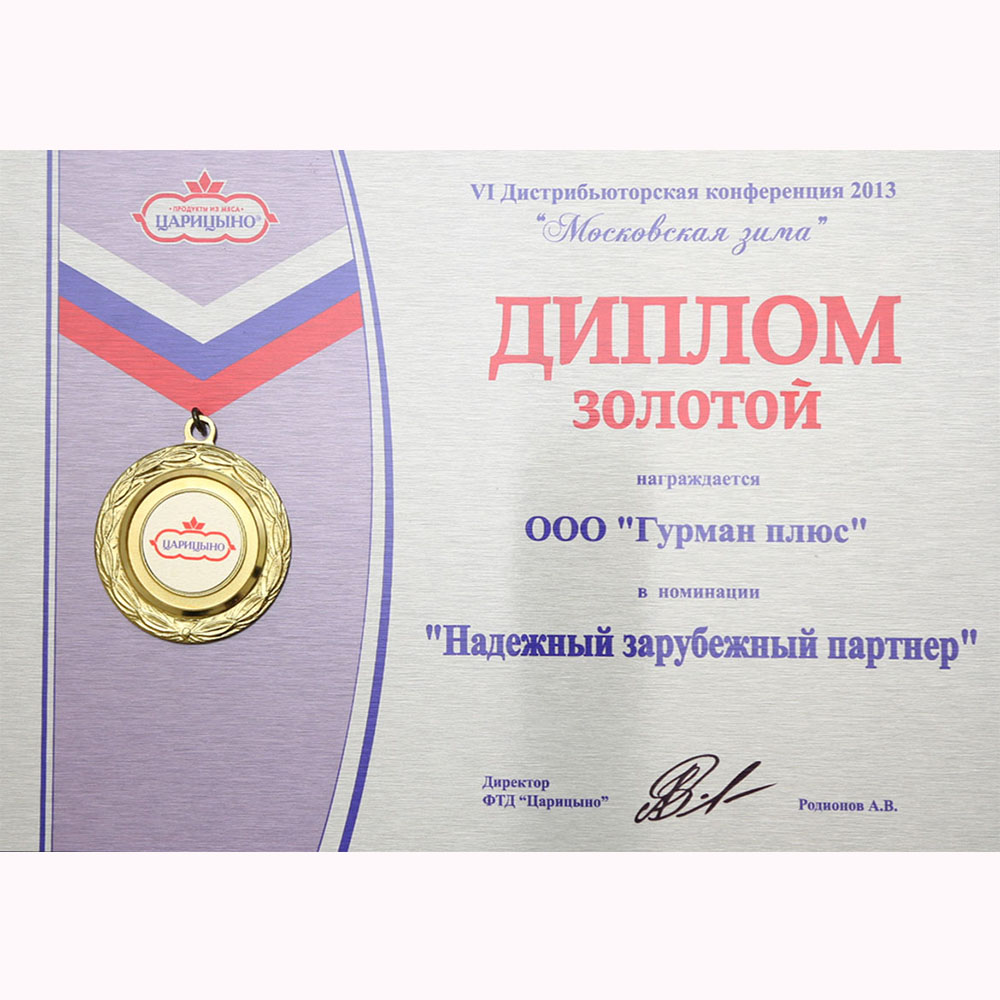 • ПРОДУКТЫ ИЗ МЯСА •
ЦАРИЦЫНО®
VI Дистрибьюторская конференция 2013
“Московская зима”
ДИПЛОМ
ЗОЛОТОЙ
награждается
ООО "Гурман плюс"
в номинации
"Надежный зарубежный партнер"
ЦАРИЦЫНО
Директор
ФТД “Царицыно”
Родионов А.В.